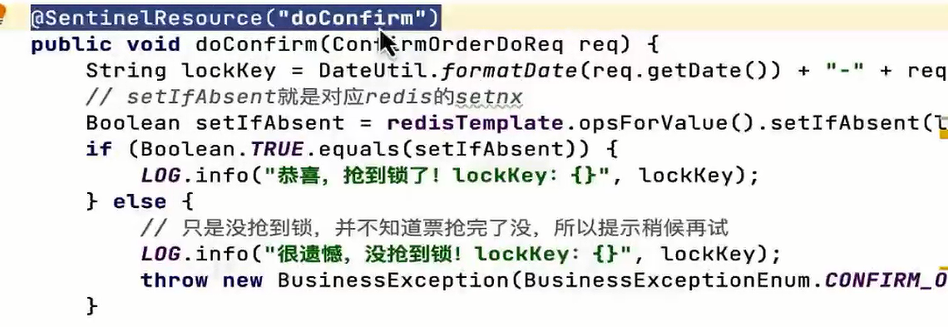 @SentinelResource("doConfirm")
public void doConfirm(ConfirmOrderDoReq req) {
String lockKey = DateUtil.formatDate(req.getDate()) + "-" + req
// setIfAbsent就是对应redis的setnx
Boolean setIfAbsent = redisTemplate.opsForValue().setIfAbsent(l
if (Boolean.TRUE.equals(setIfAbsent)) {
LOG.info("恭喜，抢到锁了！lockKey：{}", lockKey);
} else {
// 只是没抢到锁，并不知道票抢完了没，所以提示稍候再试
LOG.info("很遗憾，没抢到锁！lockKey：{}", lockKey);
throw new BusinessException(BusinessExceptionEnum.CONFIRM_O
}